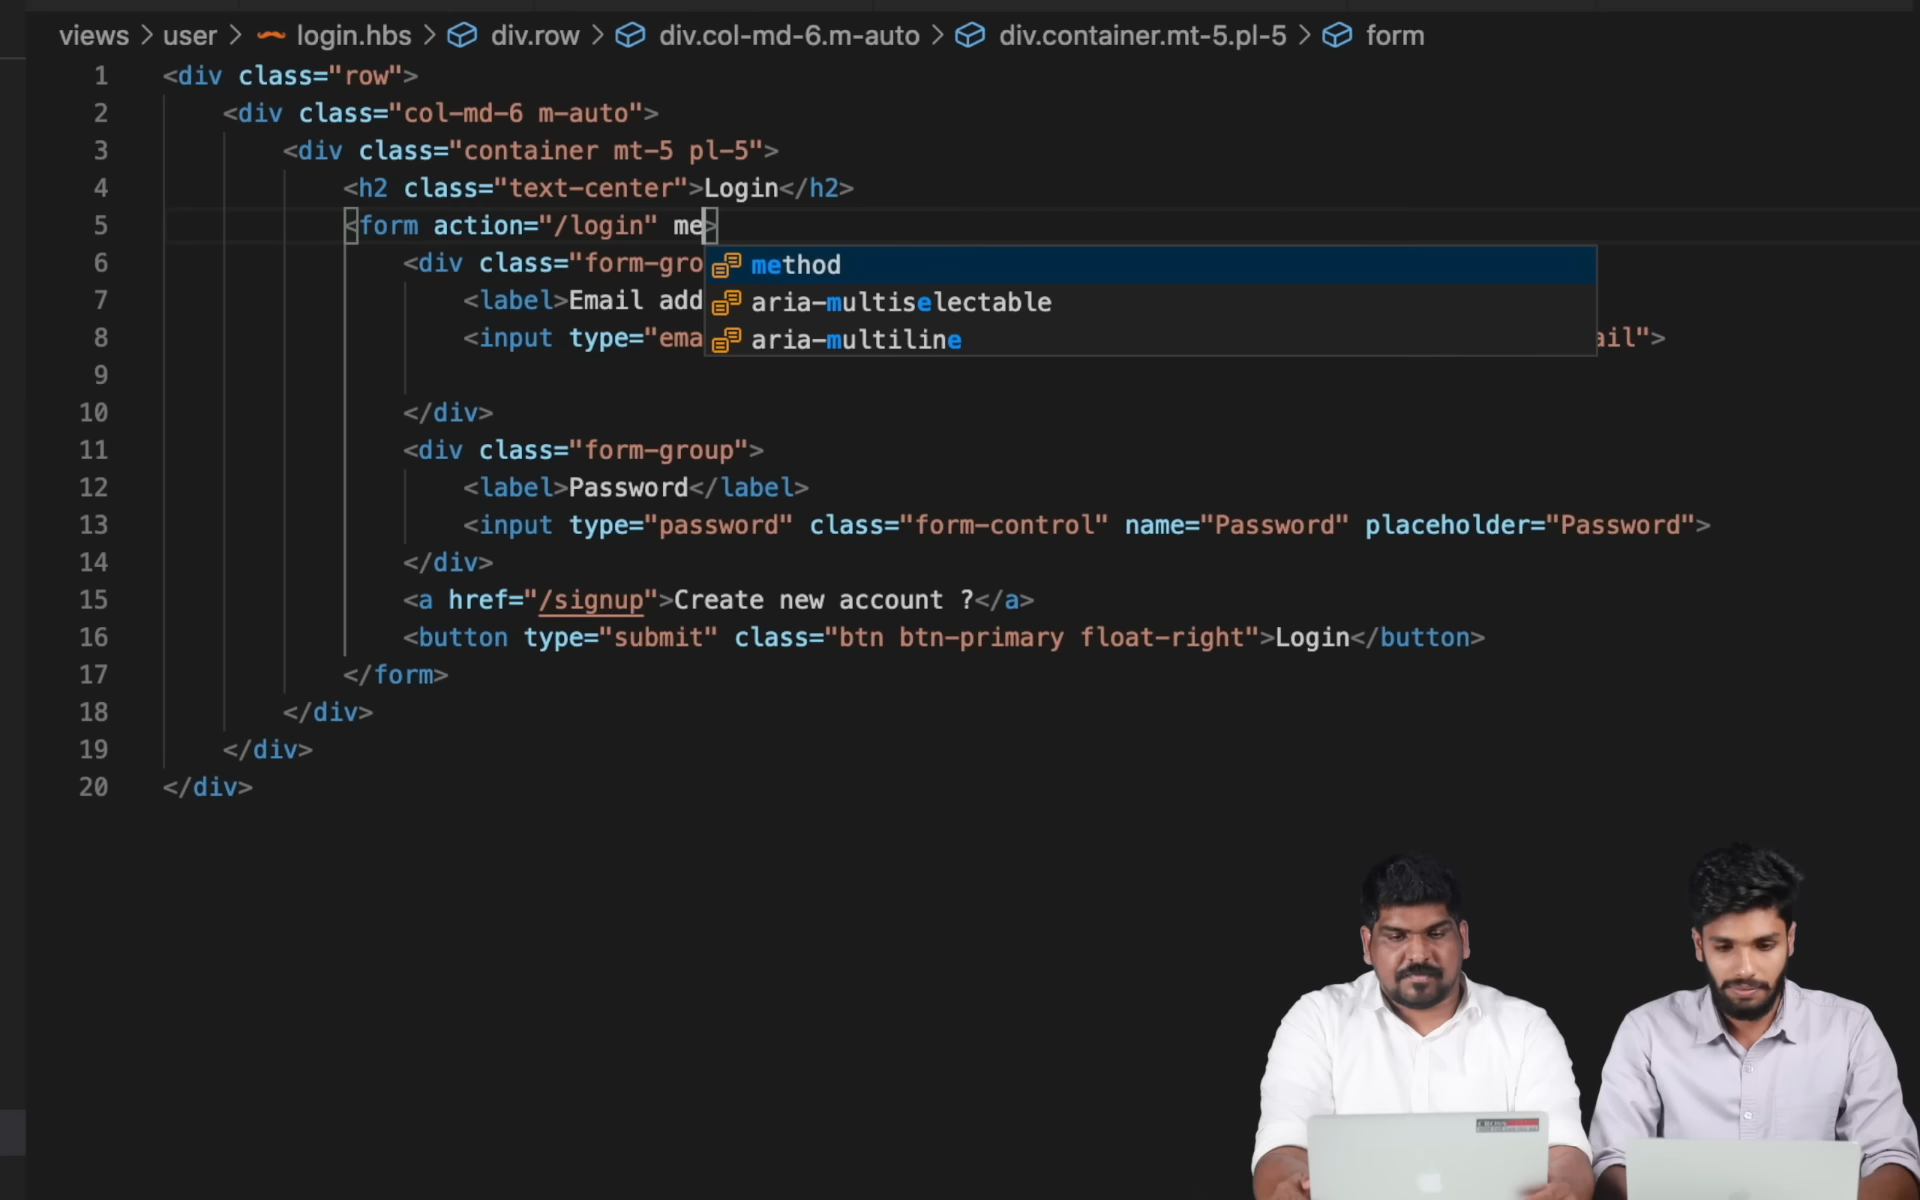 views > user > login.hbs > div.row > div.col-md-6.m-auto > div.container.mt-5.pl-5 > form
1 <div class="row">
2 <div class="col-md-6 m-auto">
3 <div class="container mt-5 pl-5">
4 <h2 class="text-center">Login</h2>
5 <form action="/login" me>
6 <div class="form-gro
method
7 <label>Email add
aria-multiselectable
8 <input type="ema
aria-multiline
ail">
9
10 </div>
11 <div class="form-group">
12 <label>Password</label>
13 <input type="password" class="form-control" name="Password" placeholder="Password">
14 </div>
15 <a href="/signup">Create new account ?</a>
16 <button type="submit" class="btn btn-primary float-right">Login</button>
17 </form>
18 </div>
19 </div>
20 </div>